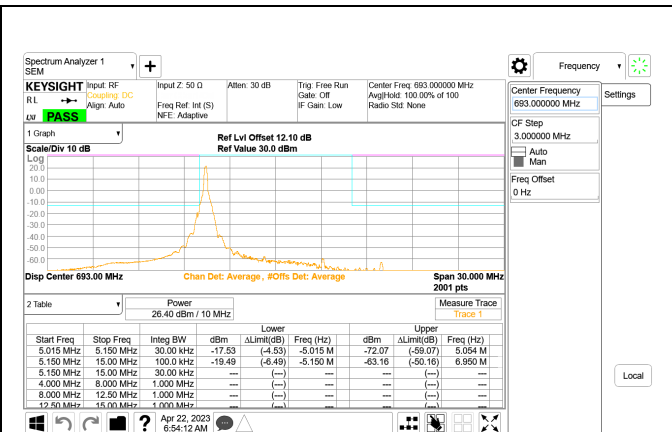 Spectrum Analyzer 1
SEM
+
Frequency
KEYSIGHT Input: RF Input Z: 50 Ω Atten: 30 dB Trig: Free Run Center Freq: 693.000000 MHz
Coupling: DC Gate: Off Avg|Hold: 100.00% of 100
R L Align: Auto Freq Ref: Int (S) IF Gain: Low Radio Std: None
LXI PASS NFE: Adaptive
Center Frequency
693.000000 MHz
Settings
CF Step
3.000000 MHz
Auto
Man
Freq Offset
0 Hz
Local
1 Graph
Ref Lvl Offset 12.10 dB
Scale/Div 10 dB Ref Value 30.0 dBm
Log
20.0
10.0
0.00
-10.0
-20.0
-30.0
-40.0
-50.0
-60.0
Disp Center 693.00 MHz Chan Det: Average, #Offs Det: Average Span 30.000 MHz
2001 pts
2 Table Power Measure Trace
26.40 dBm / 10 MHz Trace 1
Lower Upper
Start Freq Stop Freq Integ BW dBm ΔLimit(dB) Freq (Hz) dBm ΔLimit(dB) Freq (Hz)
5.015 MHz 5.150 MHz 30.00 kHz -17.53 (-4.53) -5.015 M -72.07 (-59.07) 5.054 M
5.150 MHz 15.00 MHz 100.0 kHz -19.49 (-6.49) -5.150 M -63.16 (-50.16) 6.950 M
5.150 MHz 15.00 MHz 30.00 kHz --- (---) --- (---)
4.000 MHz 8.000 MHz 1.000 MHz --- (---) --- (---)
8.000 MHz 12.50 MHz 1.000 MHz --- (---) --- (---)
12.50 MHz 15.00 MHz 1.000 MHz --- (---) --- (---)
? Apr 22, 2023
6:54:12 AM